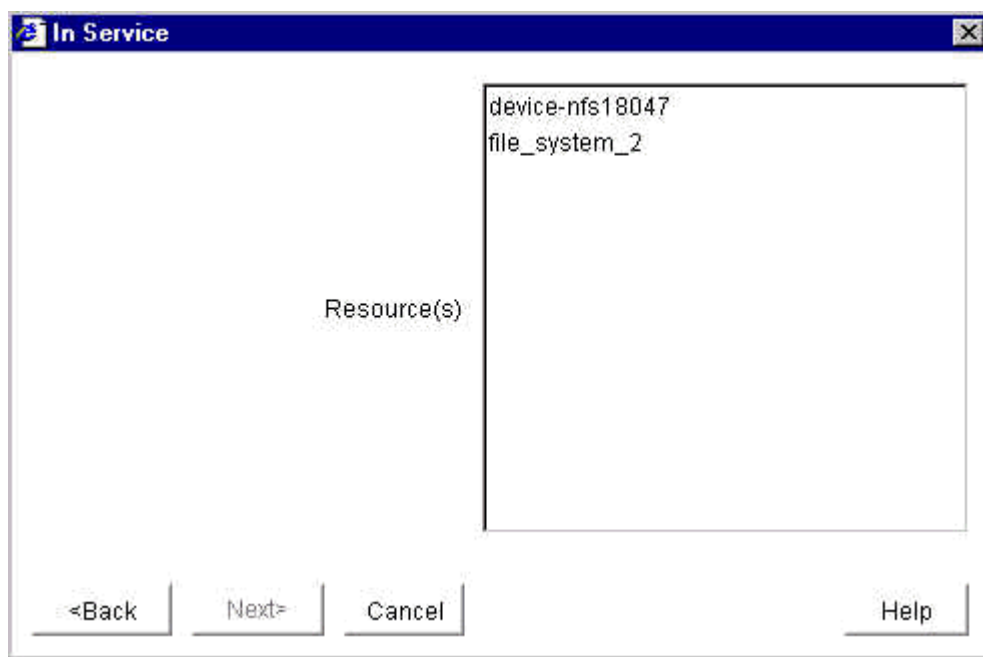 In Service
device-nfs18047
file_system_2
Resource(s)
<Back
Next>
Cancel
Help